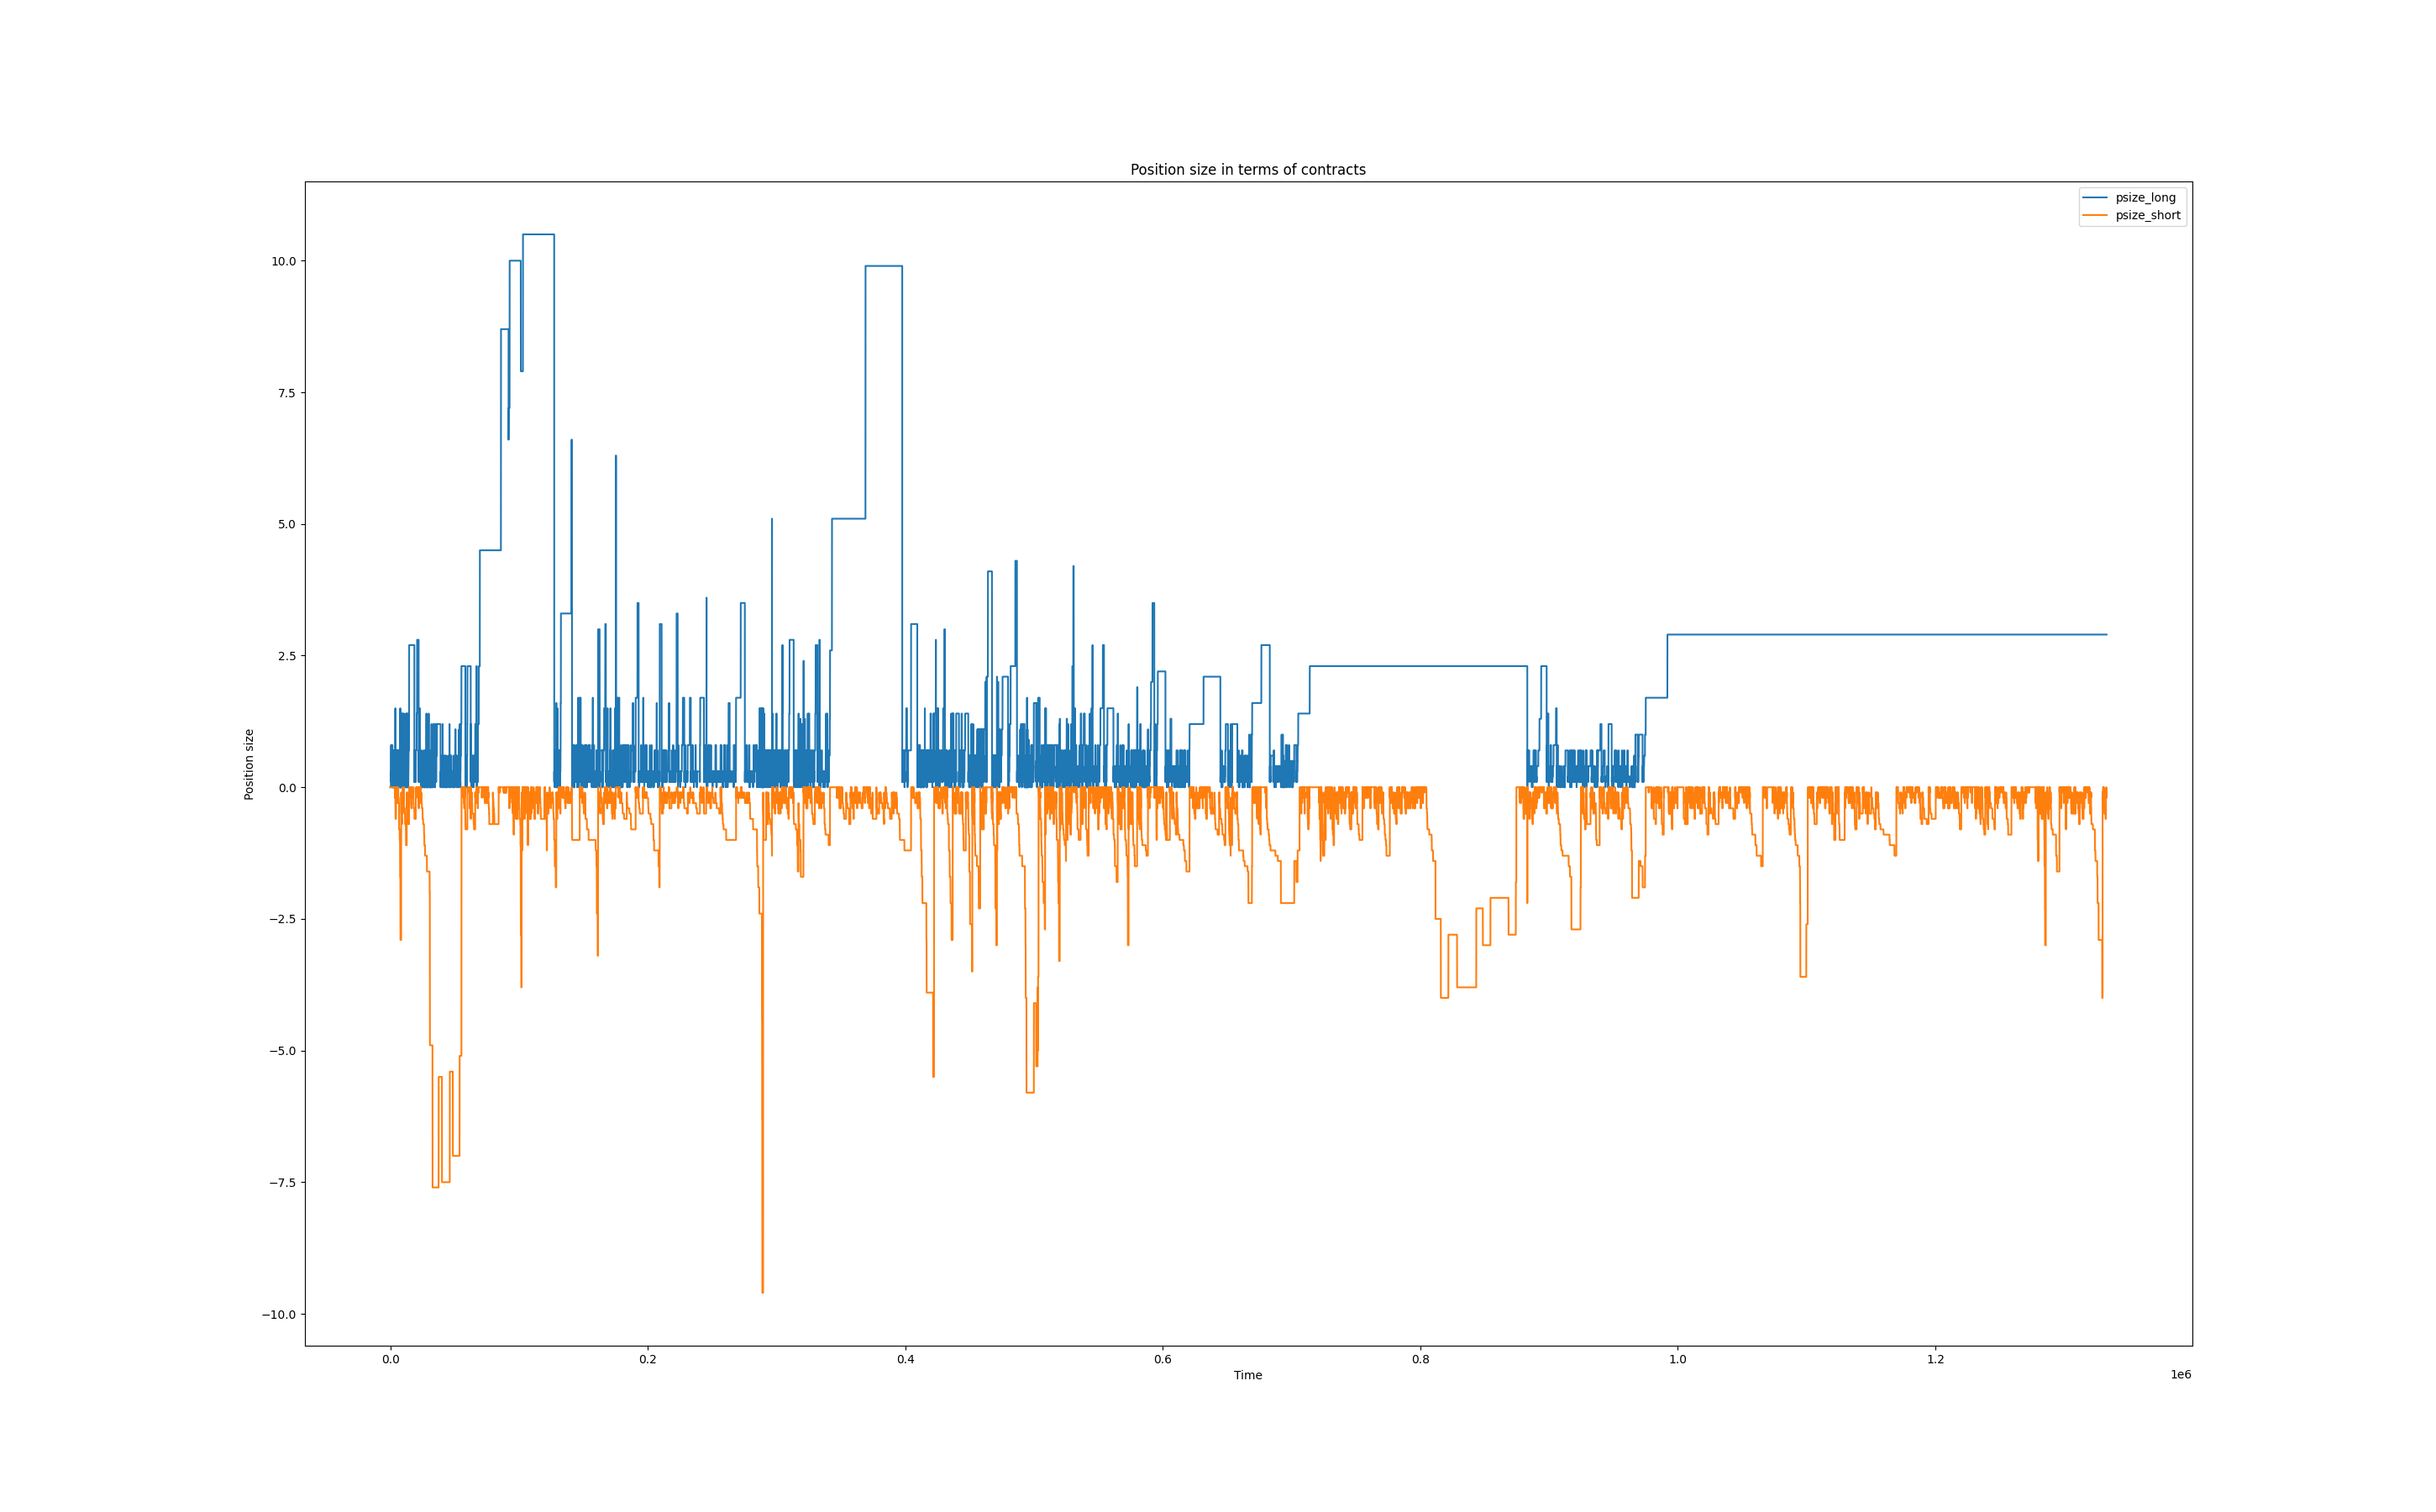 Position size in terms of contracts
psize_long
psize_short
Position size
10.0
7.5
5.0
2.5
0.0
−2.5
−5.0
−7.5
−10.0
0.0 0.2 0.4 0.6 0.8 1.0 1.2
Time
1e6